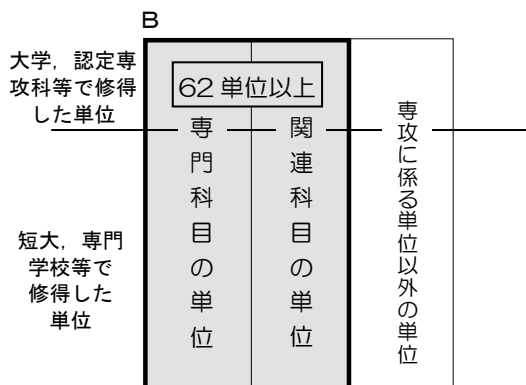 B
大学，認定専
攻科等で修得
した単位
62 単位以上
専門科目の単位
関連科目の単位
専攻に係る単位以外の単位
短大，専門
学校等で
修得した
単位